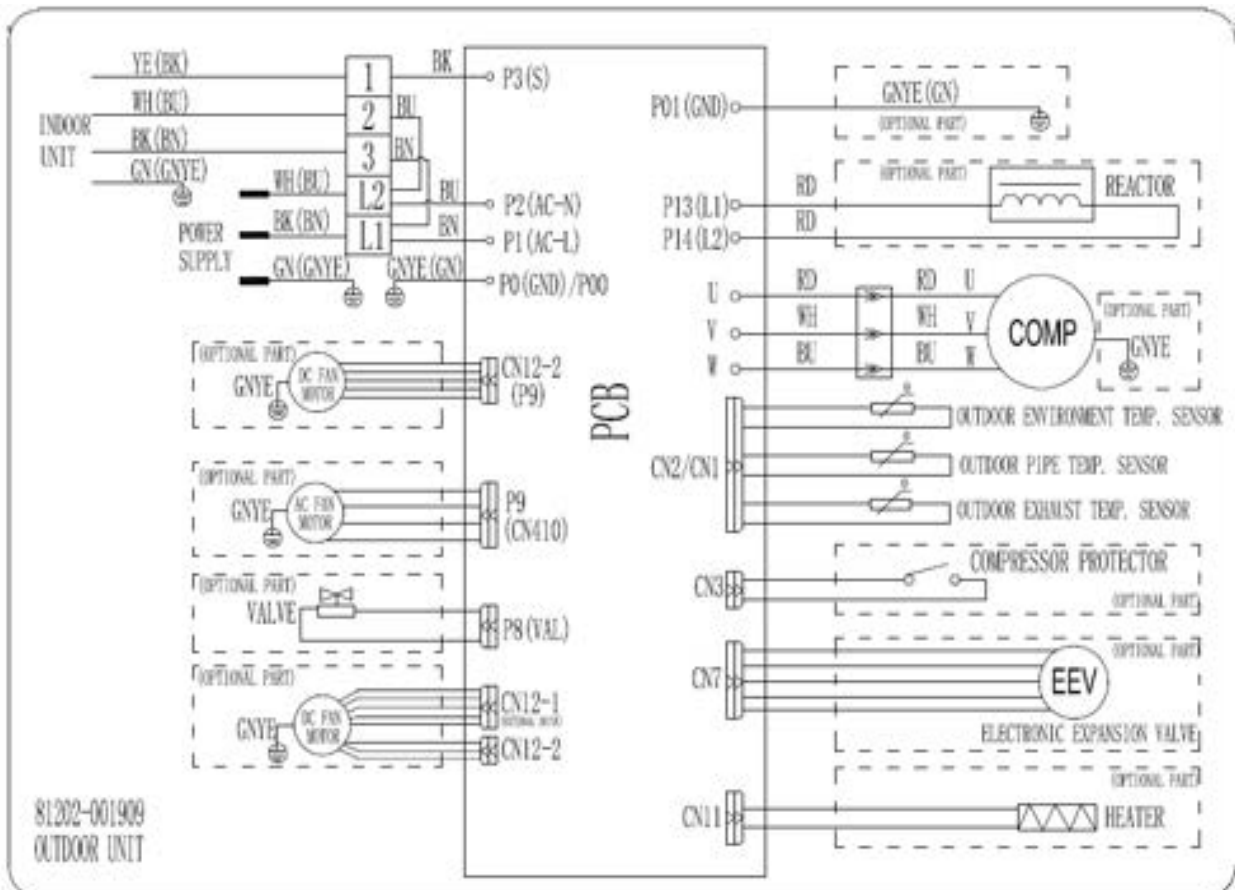 YE(BK)
WH(BU)
INDOOR
UNIT
BK(BN)
GN(GNYE)
WH(BU)
BK(BN)
POWER
SUPPLY
GN(GNYE)
1
2
3
L2
L1
BK
BU
BN
BU
BN
GNYE(GN)
P3(S)
P2(AC-N)
P1(AC-L)
P0(GND)/P00
(OPTIONAL PART)
GNYE
DC FAN
MOTOR
CN12-2
(P9)
(OPTIONAL PART)
GNYE
AC FAN
MOTOR
P9
(CN410)
(OPTIONAL PART)
VALVE
P8(VAL)
(OPTIONAL PART)
GNYE
DC FAN
MOTOR
CN12-1
CN12-2
81202-001909
OUTDOOR UNIT
PCB
P01(GND)
GNYE(GN)
(OPTIONAL PART)
(OPTIONAL PART)
RD
REACTOR
P13(L1)
P14(L2)
RD
U
RD
RD
U
V
WH
WH
V
W
BU
BU
W
COMP
(OPTIONAL PART)
GNYE
CN2/CN1
OUTDOOR ENVIRONMENT TEMP. SENSOR
OUTDOOR PIPE TEMP. SENSOR
OUTDOOR EXHAUST TEMP. SENSOR
CN3
COMPRESSOR PROTECTOR
(OPTIONAL PART)
CN7
(OPTIONAL PART)
EEV
ELECTRONIC EXPANSION VALVE
(OPTIONAL PART)
CN11
HEATER